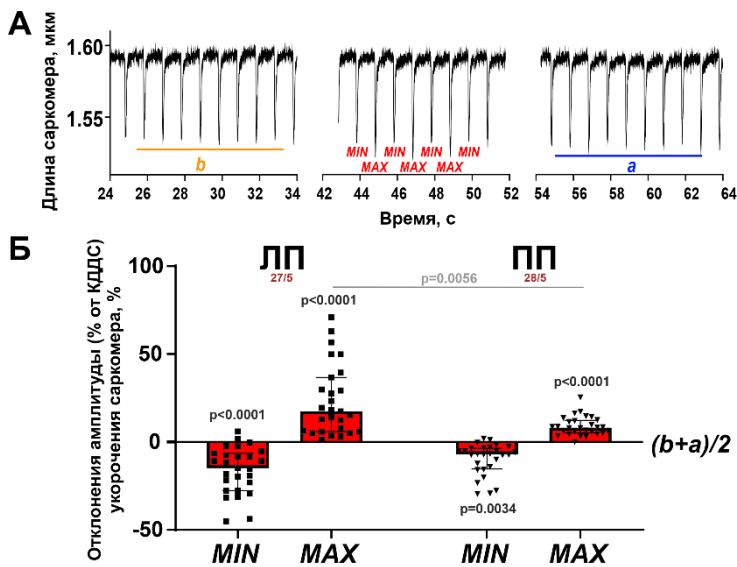 А
Длина саркомера, мкм
1.60
1.55
b
MIN MIN MIN MIN
MAX MAX MAX
a
24 26 28 30 32 34
42 44 46 48 50 52
54 56 58 60 62 64
Время, с
Б
Отклонения амплитуды (% от КДДС)
укорочения саркомера, %
100
50
0
-50
ЛП
27/5
ПП
28/5
p=0.0056
p<0.0001
p<0.0001
p<0.0001
p=0.0034
(b+a)/2
MIN MAX MIN MAX